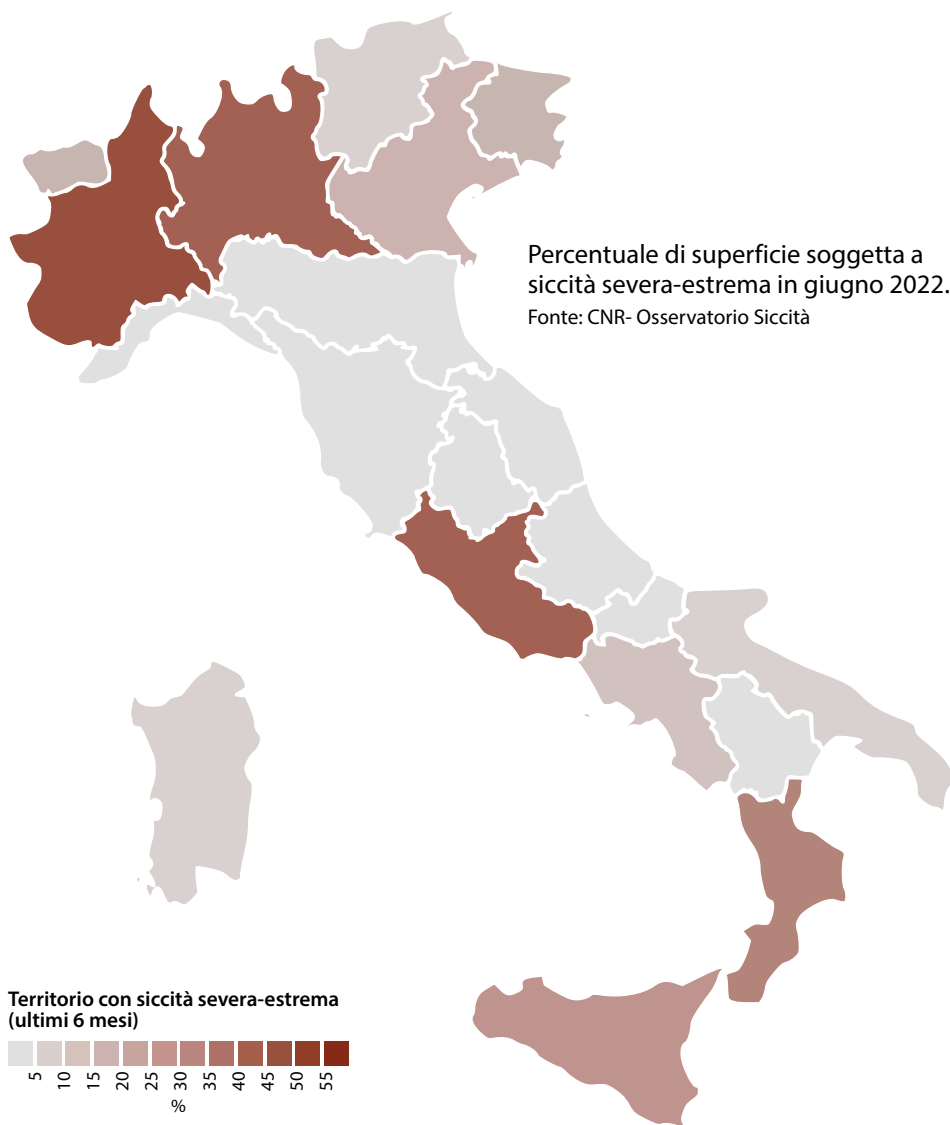 Percentuale di superficie soggetta a
siccità severa-estrema in giugno 2022.
Fonte: CNR- Osservatorio Siccità
Territorio con siccità severa-estrema
(ultimi 6 mesi)
5 10 15 20 25 30 35 40 45 50 55
%